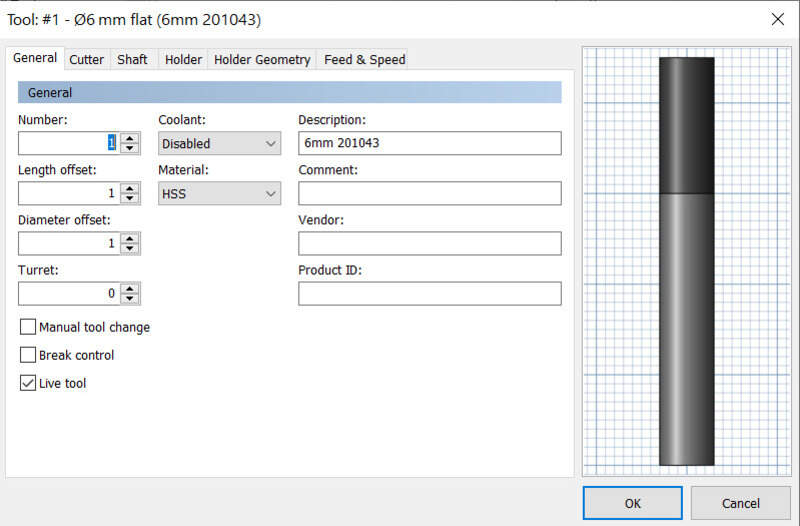 Tool: #1 - Ø6 mm flat (6mm 201043)
General Cutter Shaft Holder Holder Geometry Feed & Speed
General
Number: Coolant: Description:
1 Disabled 6mm 201043
Length offset: Material: Comment:
1 HSS
Diameter offset: Vendor:
1
Turret: Product ID:
0
Manual tool change
Break control
Live tool
OK Cancel